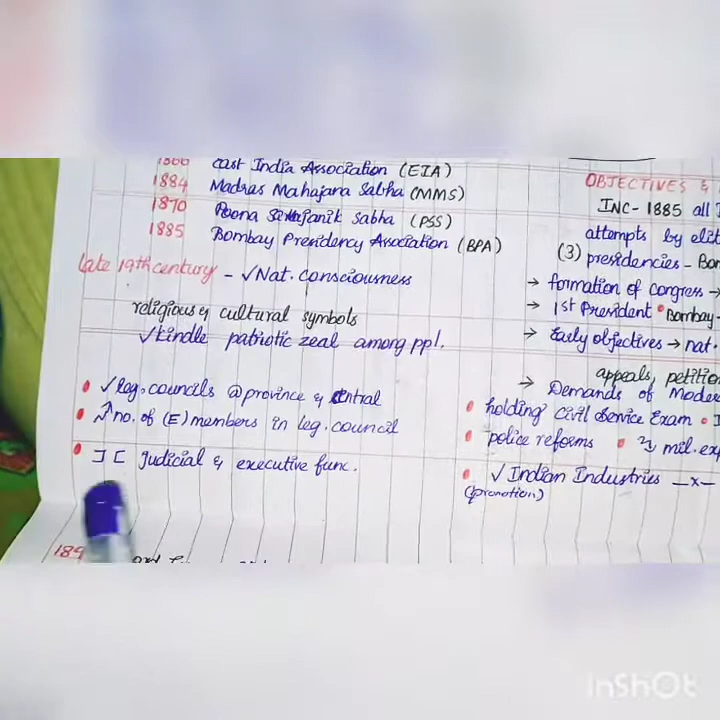 East India Association (EIA)
1884 Madras Mahajana Sabha (MMS)
1870 Poona Sarvajanik Sabha (PSS)
1885 Bombay Presidency Association (BPA)
late 19th century - √Nat. consciousness
religious & cultural symbols
√kindle patriotic zeal among ppl.
• √leg. councils @ province & central
• ↑ no. of (E) members in leg. council
• ⊐ ⊏ judicial & executive func.
189
OBJECTIVES &
INC - 1885 all
attempts by elit
(3) presidencies - Bom
→ formation of congress →
→ 1st President • Bombay -
→ Early objectives → nat.
appeals, petition
→ Demands of Moder
• holding Civil Service Exam •
• police reforms • mil. exp
• √ Indian Industries —x—
(promotion)
InShOt